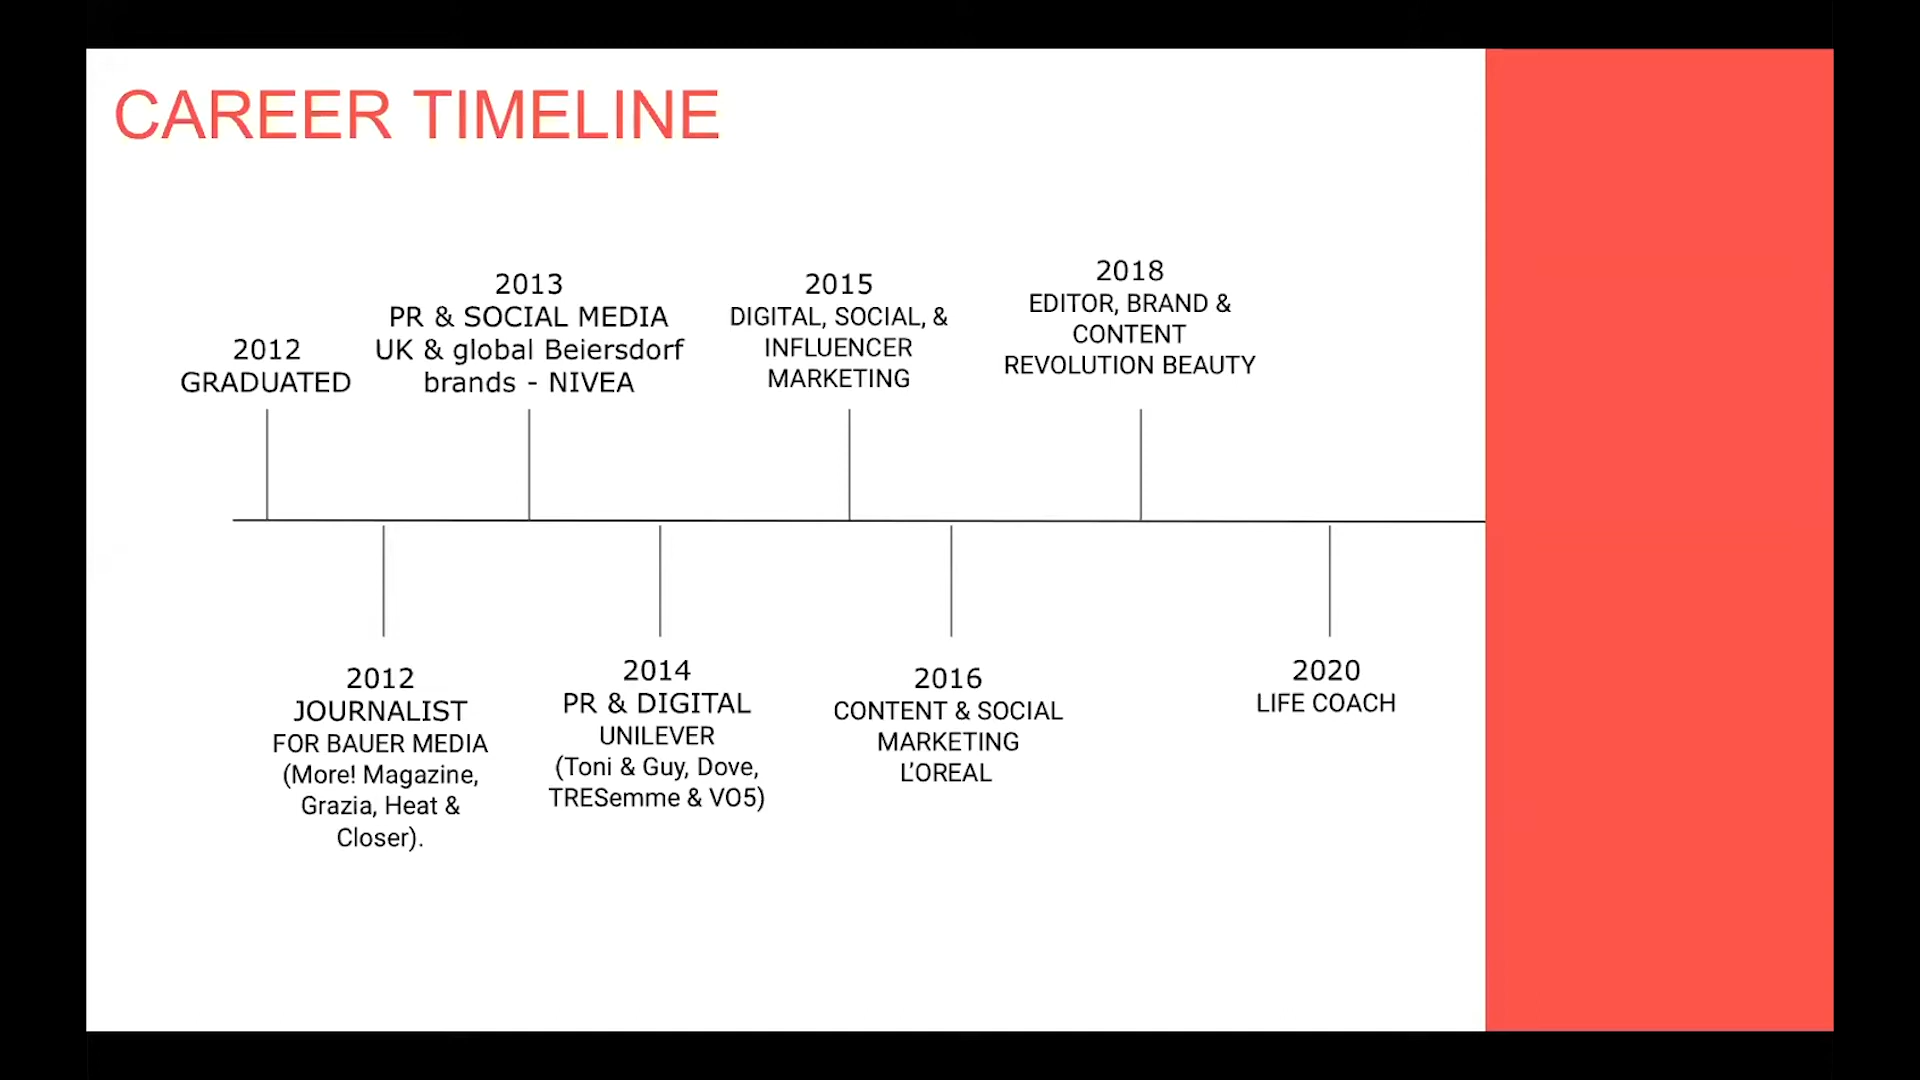 CAREER TIMELINE
2012
GRADUATED
2013
PR & SOCIAL MEDIA
UK & global Beiersdorf
brands - NIVEA
2015
DIGITAL, SOCIAL, &
INFLUENCER
MARKETING
2018
EDITOR, BRAND &
CONTENT
REVOLUTION BEAUTY
2012
JOURNALIST
FOR BAUER MEDIA
(More! Magazine,
Grazia, Heat &
Closer).
2014
PR & DIGITAL
UNILEVER
(Toni & Guy, Dove,
TRESemme & VO5)
2016
CONTENT & SOCIAL
MARKETING
L'OREAL
2020
LIFE COACH